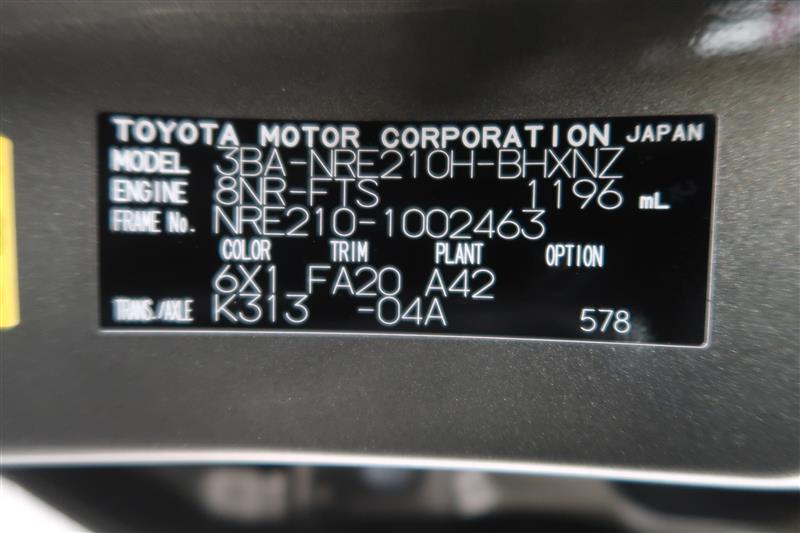 TOYOTA MOTOR CORPORATION JAPAN
MODEL 3BA-NRE210H-BHXNZ
ENGINE 8NR-FTS 1196 mL
FRAME No. NRE210-1002463
COLOR TRIM PLANT OPTION
6X1 FA20 A42
TRANS./AXLE K313 -04A 578